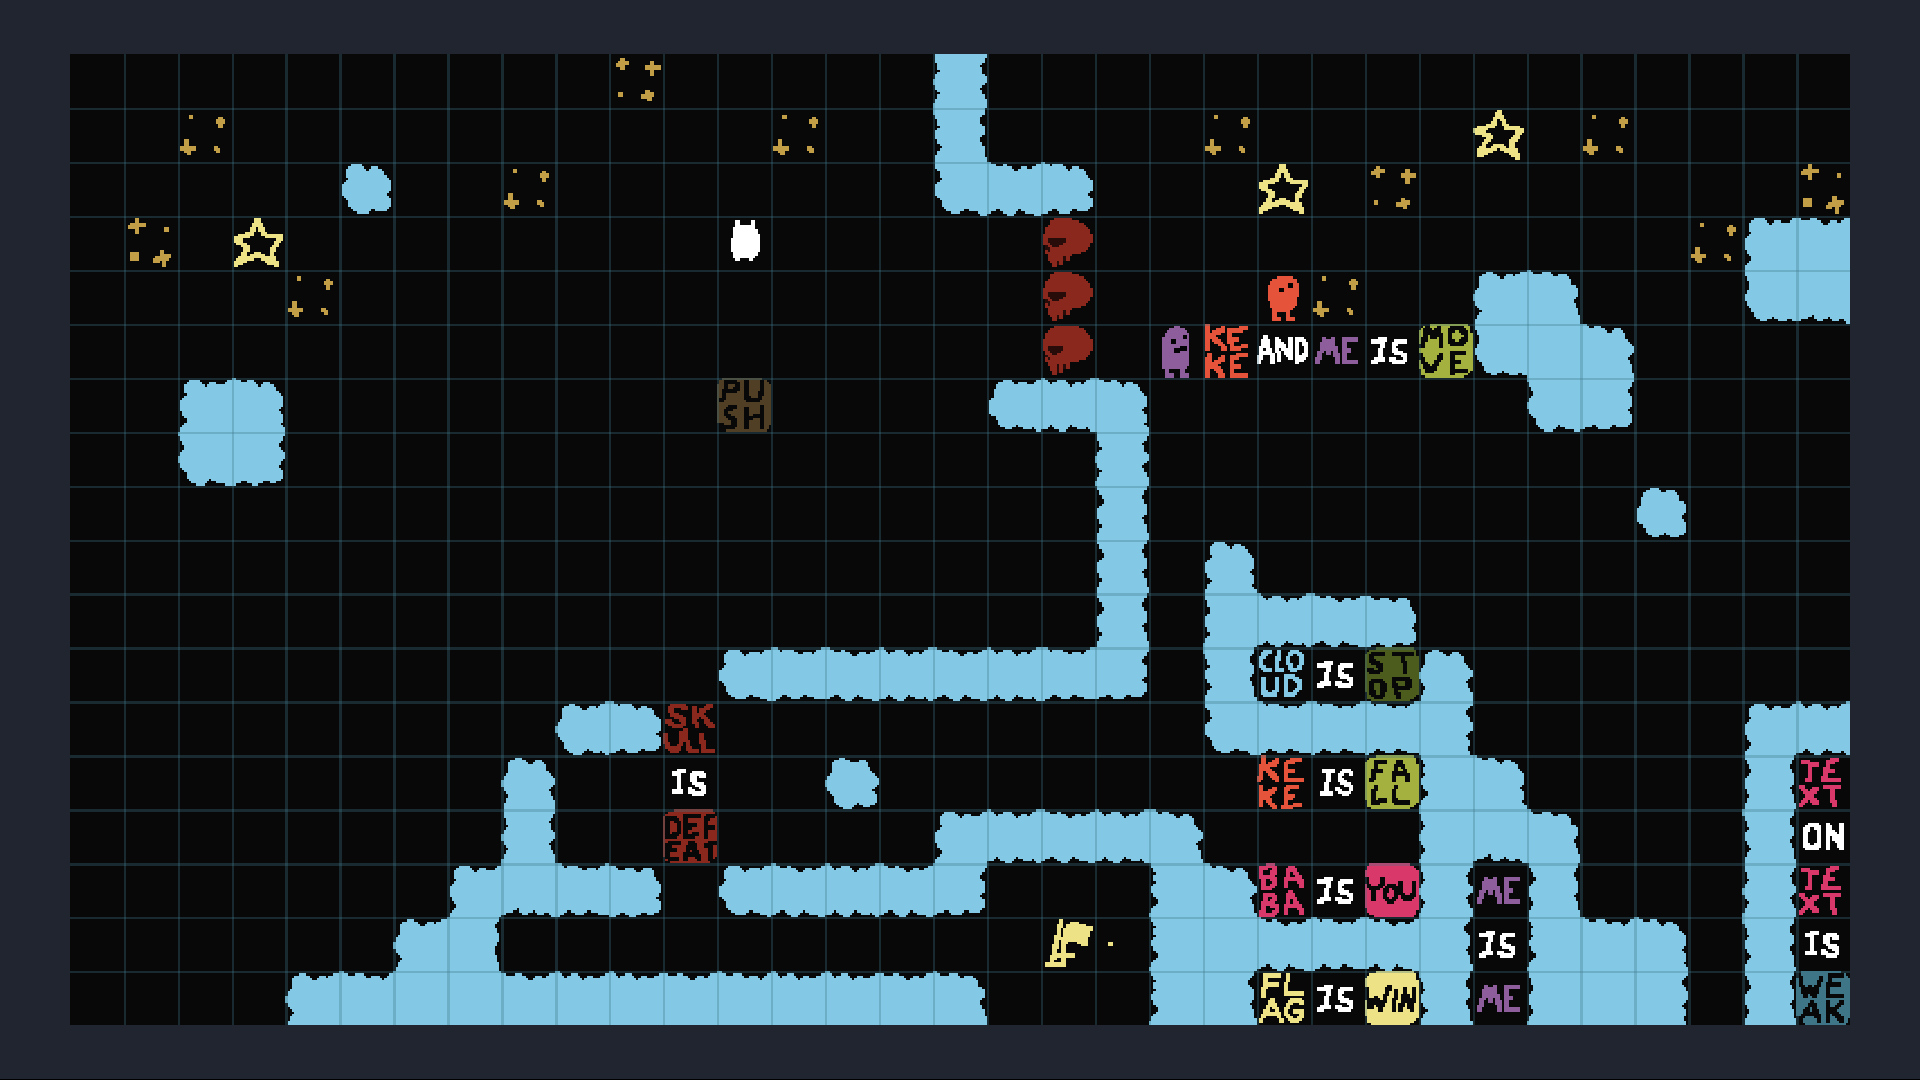 KEKE AND ME IS MOVE
PUSH
CLOUD IS STOP
SKULL
IS
DEFEAT
KEKE IS FALL
BABA IS YOU
FLAG IS WIN
ME
IS
ME
TEXT
ON
TEXT
IS
WEAK